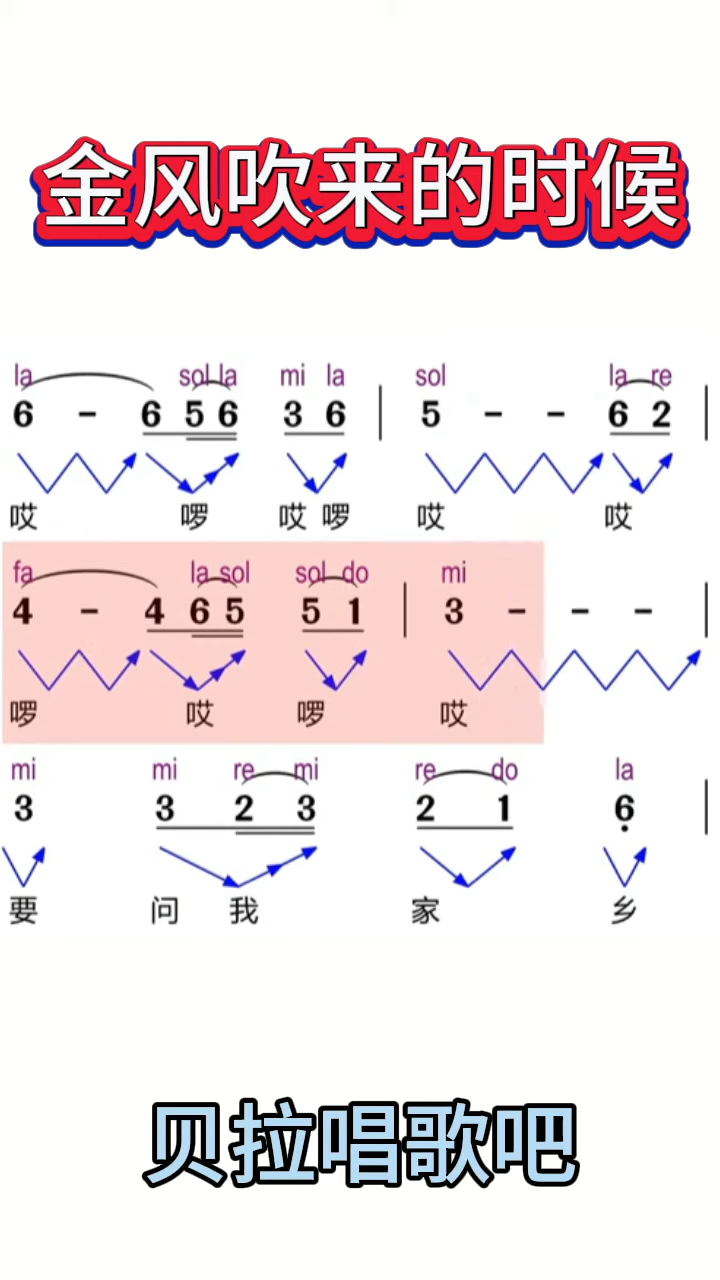 金风吹来的时候
la sol la mi la sol la re
6 - 6 5 6 3 6 | 5 - - 6 2 |
哎 啰 哎 啰 哎 哎
fa la sol sol do mi
4 - 4 6 5 5 1 | 3 - - - |
啰 哎 啰 哎
mi mi re mi re do la
3 3 2 3 2 1 6̣ |
要 问 我 家 乡
贝拉唱歌吧